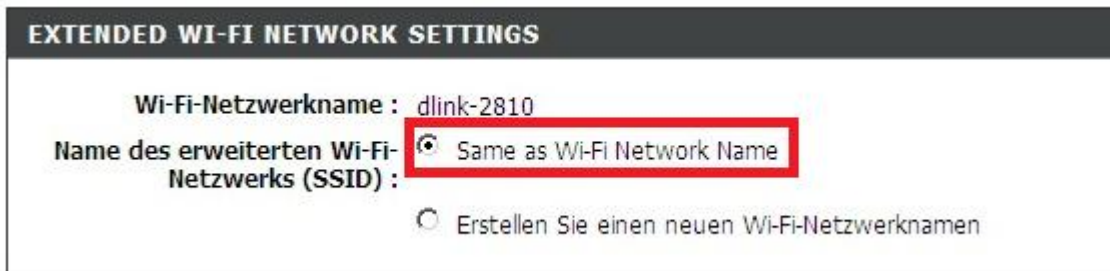 EXTENDED WI-FI NETWORK SETTINGS
Wi-Fi-Netzwerkname : dlink-2810
Name des erweiterten Wi-Fi- Same as Wi-Fi Network Name
Netzwerks (SSID) :
Erstellen Sie einen neuen Wi-Fi-Netzwerknamen